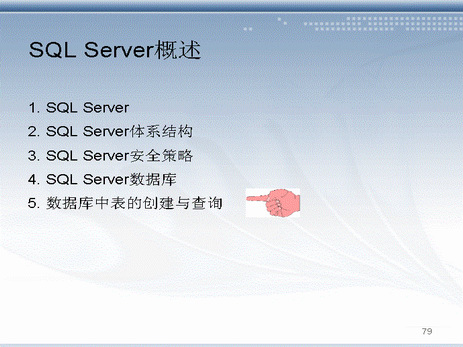 SQL Server概述
1. SQL Server
2. SQL Server体系结构
3. SQL Server安全策略
4. SQL Server数据库
5. 数据库中表的创建与查询
79